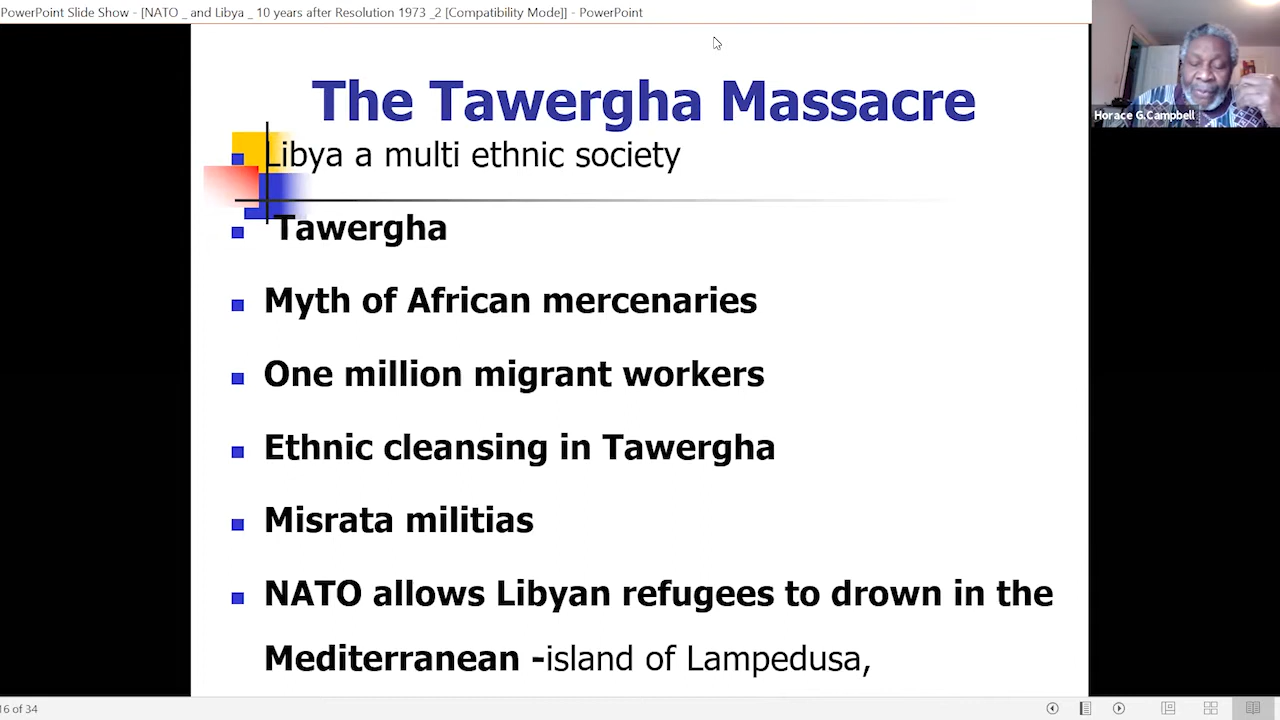 PowerPoint Slide Show - [NATO _ and Libya _ 10 years after Resolution 1973 _2 [Compatibility Mode]] - PowerPoint
Horace G.Campbell
The Tawergha Massacre
Libya a multi ethnic society
Tawergha
Myth of African mercenaries
One million migrant workers
Ethnic cleansing in Tawergha
Misrata militias
NATO allows Libyan refugees to drown in the
Mediterranean -island of Lampedusa,
16 of 34